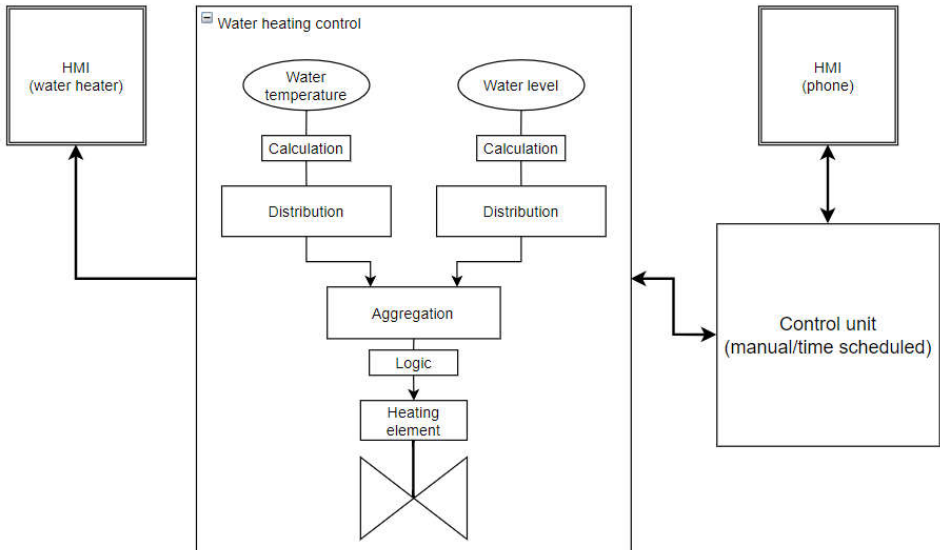 HMI
(water heater)
Water heating control
Water
temperature
Water level
Calculation
Calculation
Distribution
Distribution
Aggregation
Logic
Heating
element
HMI
(phone)
Control unit
(manual/time scheduled)